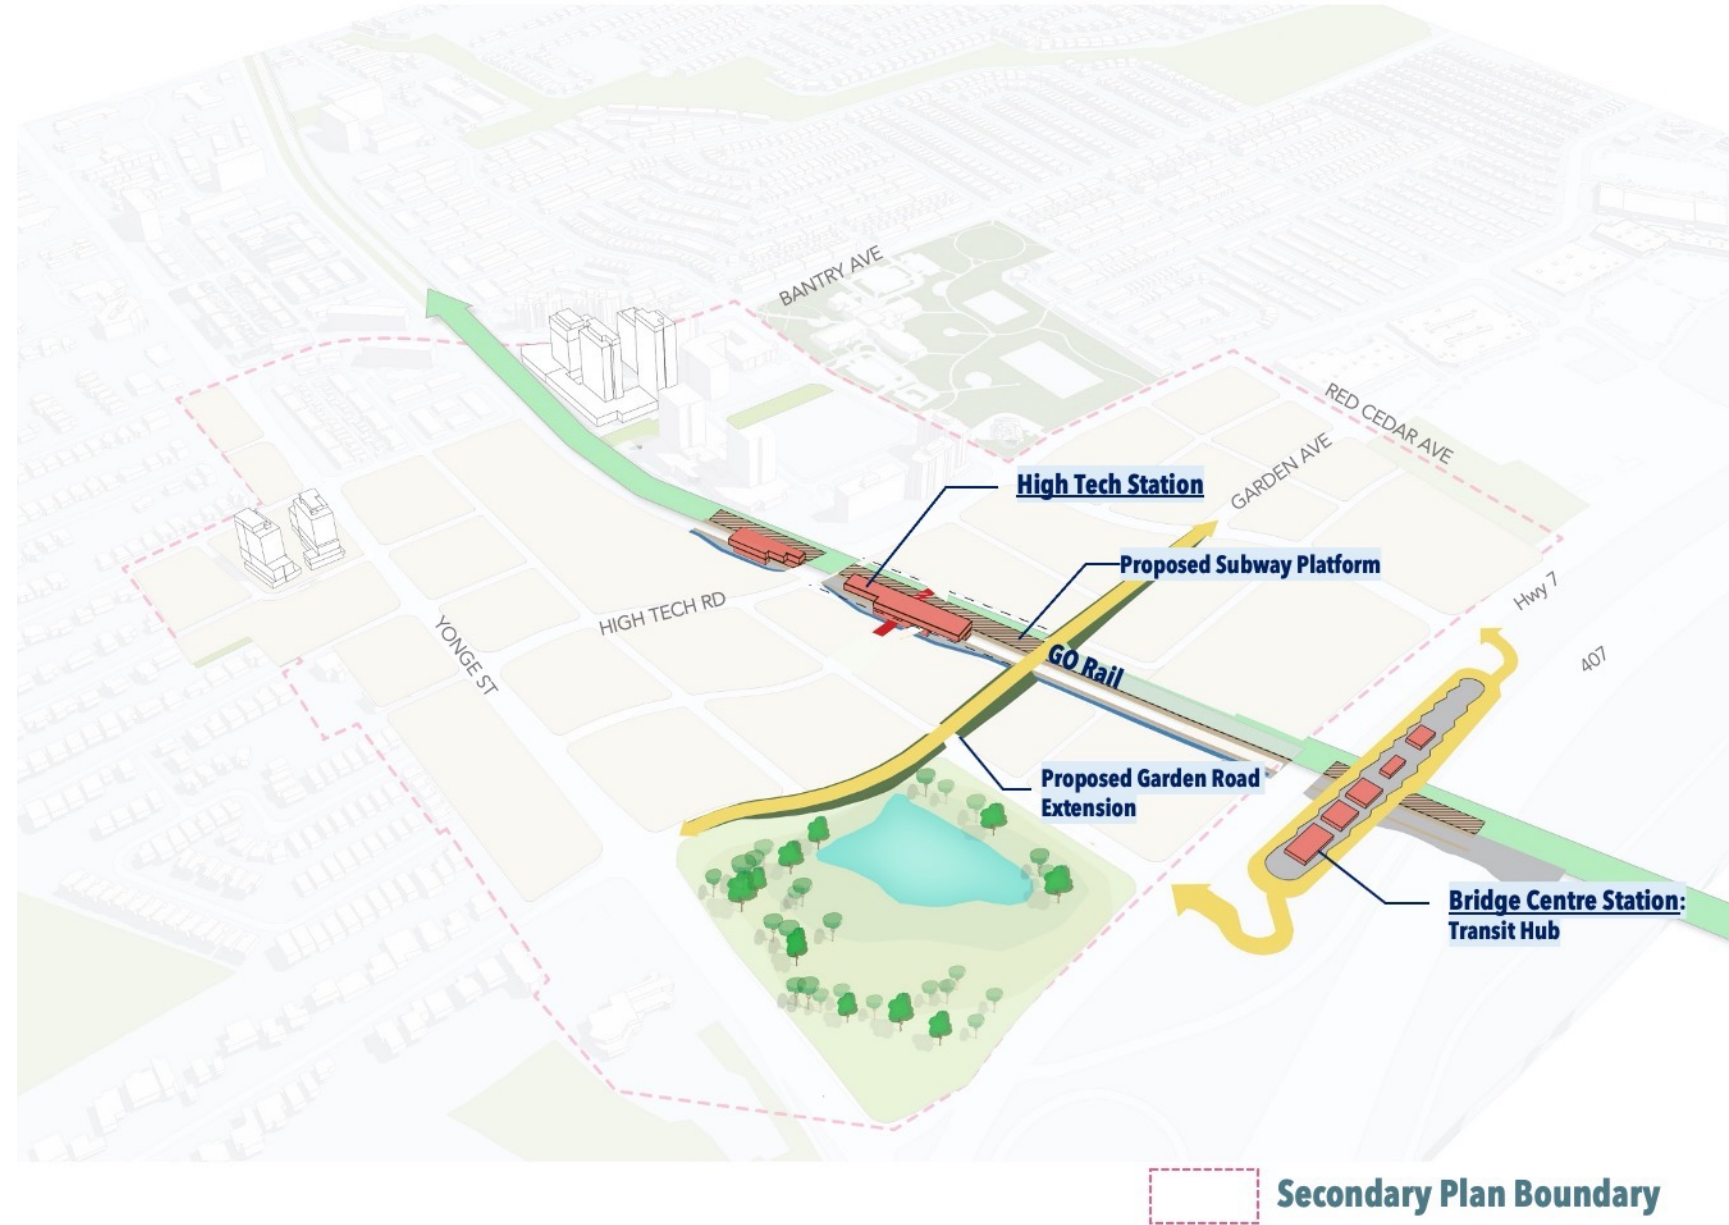 BANTRY AVE
RED CEDAR AVE
GARDEN AVE
High Tech Station
Proposed Subway Platform
Hwy 7
HIGH TECH RD
YONGE ST
GO Rail
407
Proposed Garden Road
Extension
Bridge Centre Station:
Transit Hub
Secondary Plan Boundary